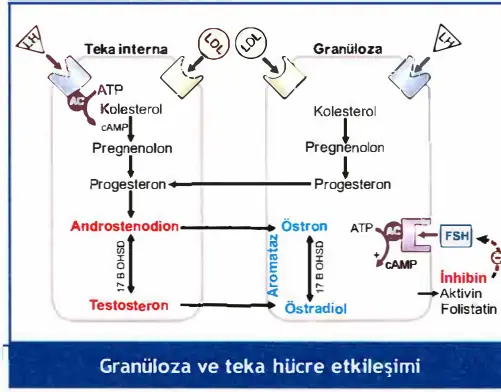 LH
Teka interna
LDL
LDL
Granüloza
LH
AC
ATP
Kolesterol
cAMP
Pregnenolon
Progesteron
Androstenodion
17 B OHSD
Testosteron
Kolesterol
Pregnenolon
Progesteron
Östron
Aromataz
17 B OHSD
Östradiol
ATP
AC
+
cAMP
FSH
İnhibin
Aktivin
Folistatin
Granüloza ve teka hücre etkileşimi